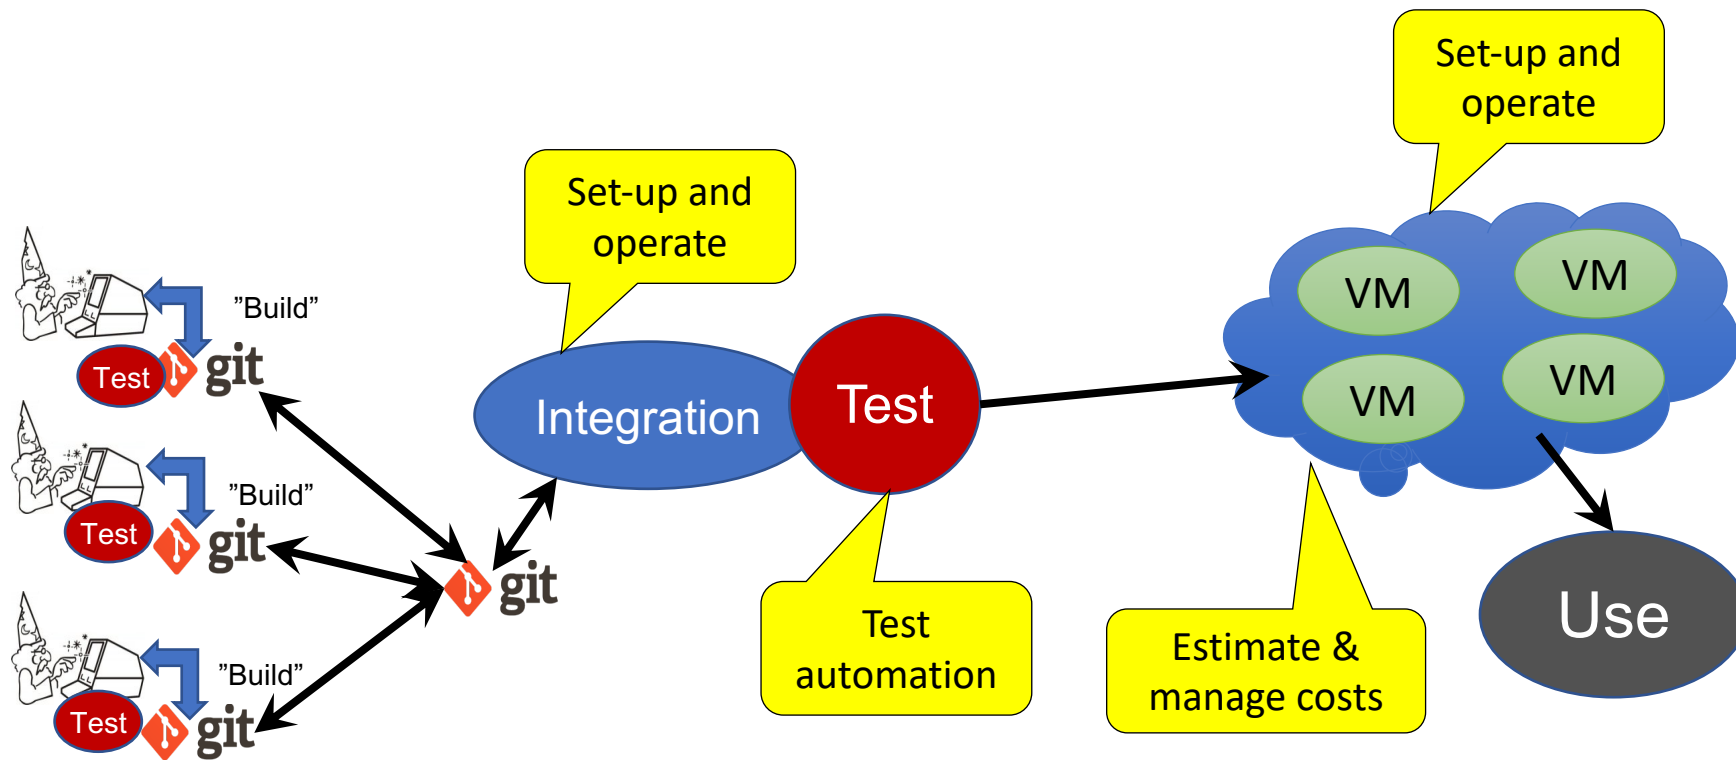 Set-up and
operate
Set-up and
operate
”Build”
Test
git
”Build”
Test
git
”Build”
Test
git
git
Integration
Test
VM
VM
VM
VM
Test
automation
Estimate &
manage costs
Use